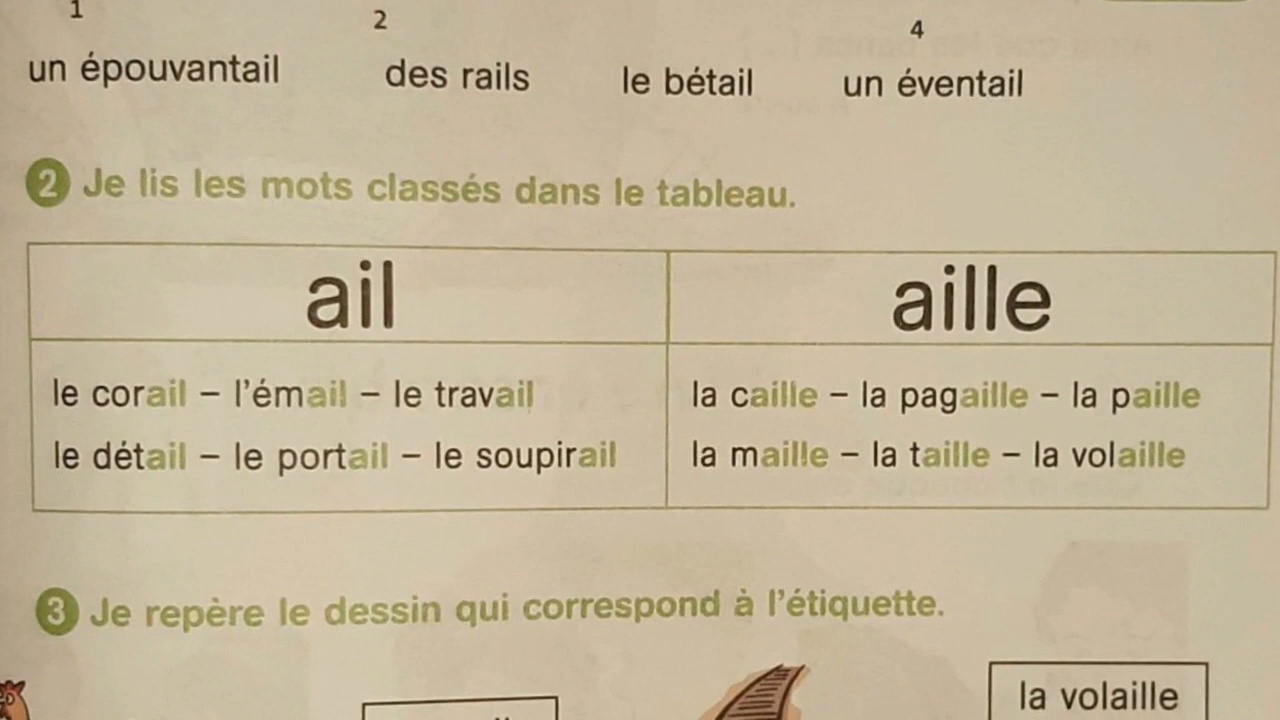 1 2 4
un épouvantail des rails le bétail un éventail
2 Je lis les mots classés dans le tableau.
ail aille
le corail – l'émail – le travail la caille – la pagaille – la paille
le détail – le portail – le soupirail la maille – la taille – la volaille
3 Je repère le dessin qui correspond à l'étiquette.
la volaille